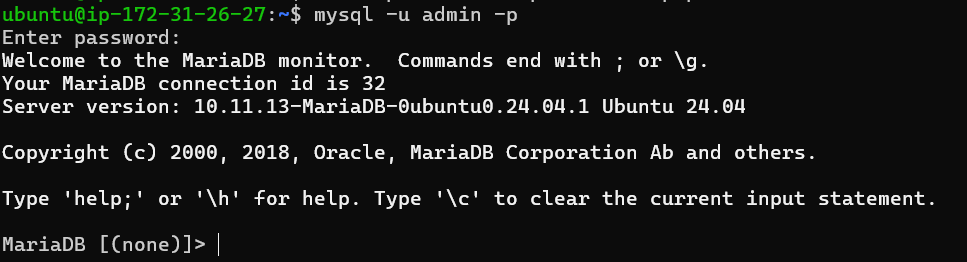 ubuntu@ip-172-31-26-27:~$ mysql -u admin -p
Enter password:
Welcome to the MariaDB monitor.  Commands end with ; or \g.
Your MariaDB connection id is 32
Server version: 10.11.13-MariaDB-0ubuntu0.24.04.1 Ubuntu 24.04
Copyright (c) 2000, 2018, Oracle, MariaDB Corporation Ab and others.
Type 'help;' or '\h' for help. Type '\c' to clear the current input statement.
MariaDB [(none)]>